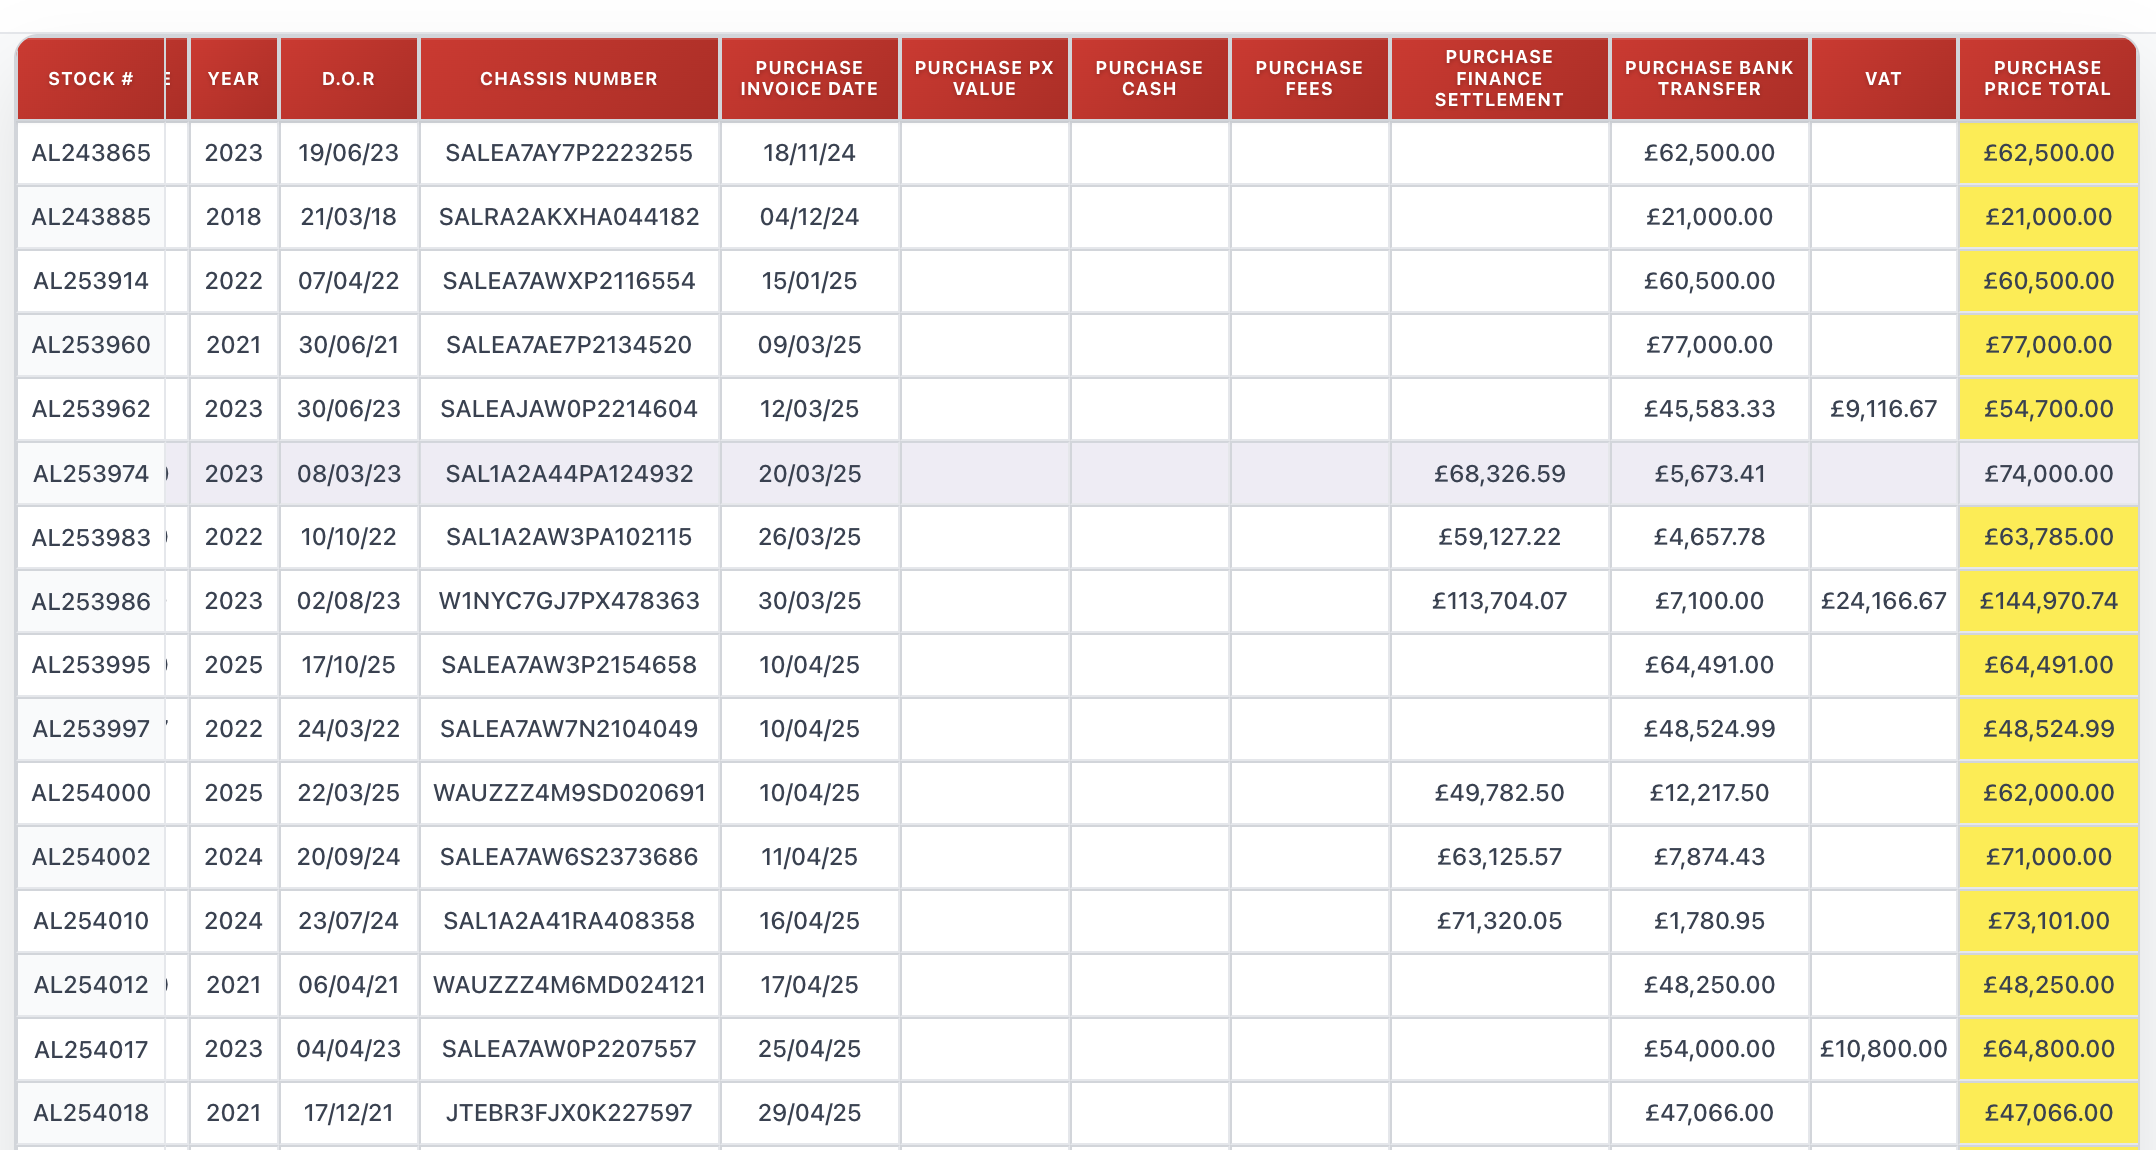 STOCK # E YEAR D.O.R CHASSIS NUMBER PURCHASE INVOICE DATE PURCHASE PX VALUE PURCHASE CASH PURCHASE FEES PURCHASE FINANCE SETTLEMENT PURCHASE BANK TRANSFER VAT PURCHASE PRICE TOTAL
AL243865 2023 19/06/23 SALEA7AY7P2223255 18/11/24 £62,500.00 £62,500.00
AL243885 2018 21/03/18 SALRA2AKXHA044182 04/12/24 £21,000.00 £21,000.00
AL253914 2022 07/04/22 SALEA7AWXP2116554 15/01/25 £60,500.00 £60,500.00
AL253960 2021 30/06/21 SALEA7AE7P2134520 09/03/25 £77,000.00 £77,000.00
AL253962 2023 30/06/23 SALEAJAW0P2214604 12/03/25 £45,583.33 £9,116.67 £54,700.00
AL253974 2023 08/03/23 SAL1A2A44PA124932 20/03/25 £68,326.59 £5,673.41 £74,000.00
AL253983 2022 10/10/22 SAL1A2AW3PA102115 26/03/25 £59,127.22 £4,657.78 £63,785.00
AL253986 2023 02/08/23 W1NYC7GJ7PX478363 30/03/25 £113,704.07 £7,100.00 £24,166.67 £144,970.74
AL253995 2025 17/10/25 SALEA7AW3P2154658 10/04/25 £64,491.00 £64,491.00
AL253997 2022 24/03/22 SALEA7AW7N2104049 10/04/25 £48,524.99 £48,524.99
AL254000 2025 22/03/25 WAUZZZ4M9SD020691 10/04/25 £49,782.50 £12,217.50 £62,000.00
AL254002 2024 20/09/24 SALEA7AW6S2373686 11/04/25 £63,125.57 £7,874.43 £71,000.00
AL254010 2024 23/07/24 SAL1A2A41RA408358 16/04/25 £71,320.05 £1,780.95 £73,101.00
AL254012 2021 06/04/21 WAUZZZ4M6MD024121 17/04/25 £48,250.00 £48,250.00
AL254017 2023 04/04/23 SALEA7AW0P2207557 25/04/25 £54,000.00 £10,800.00 £64,800.00
AL254018 2021 17/12/21 JTEBR3FJX0K227597 29/04/25 £47,066.00 £47,066.00